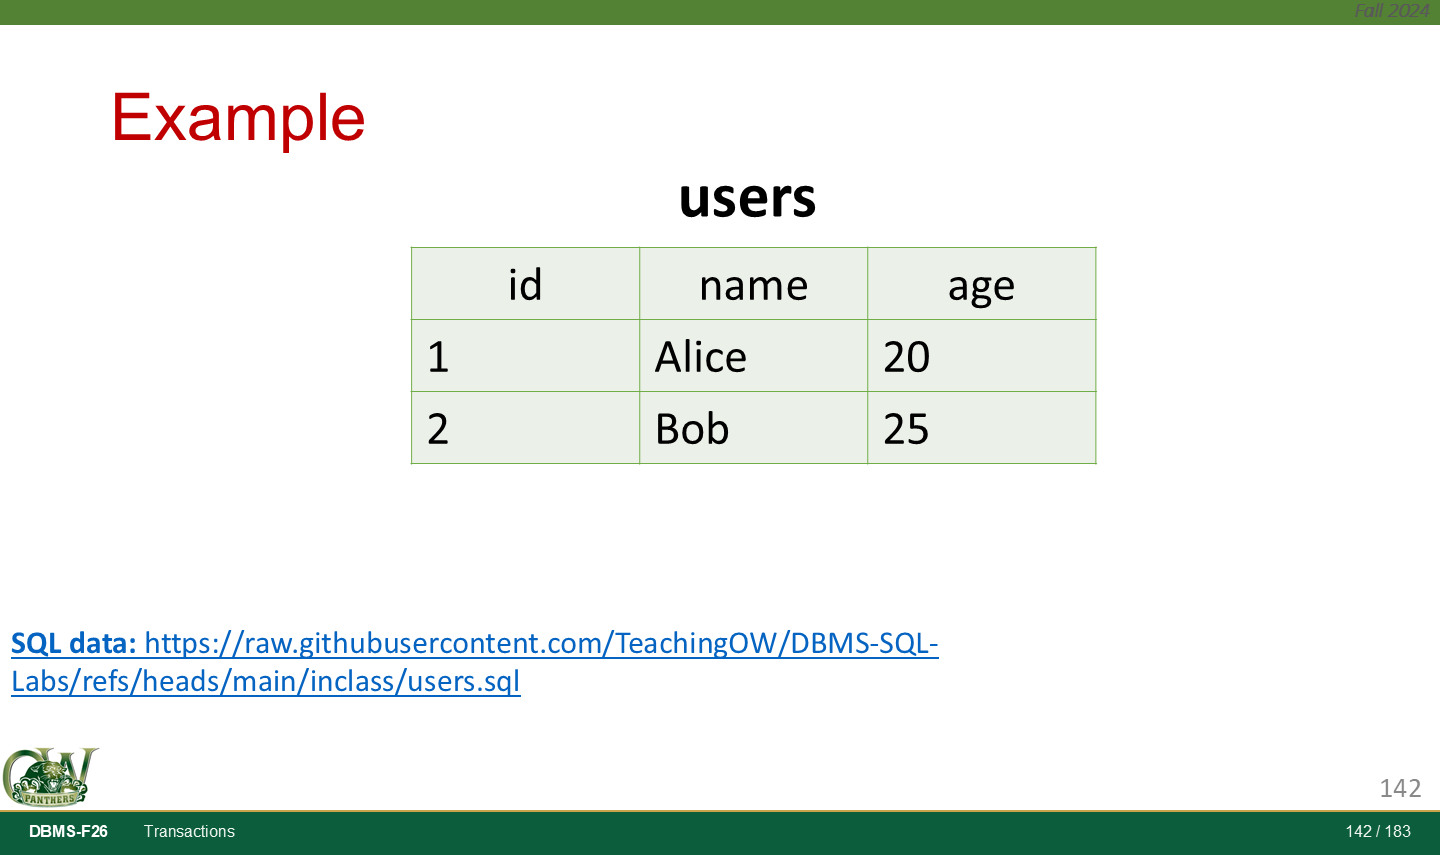 Fall 2024
Example
users
id name age
1 Alice 20
2 Bob 25
SQL data: https://raw.githubusercontent.com/TeachingOW/DBMS-SQL-
Labs/refs/heads/main/inclass/users.sql
OW
PANTHERS
142
DBMS-F26 Transactions 142 / 183